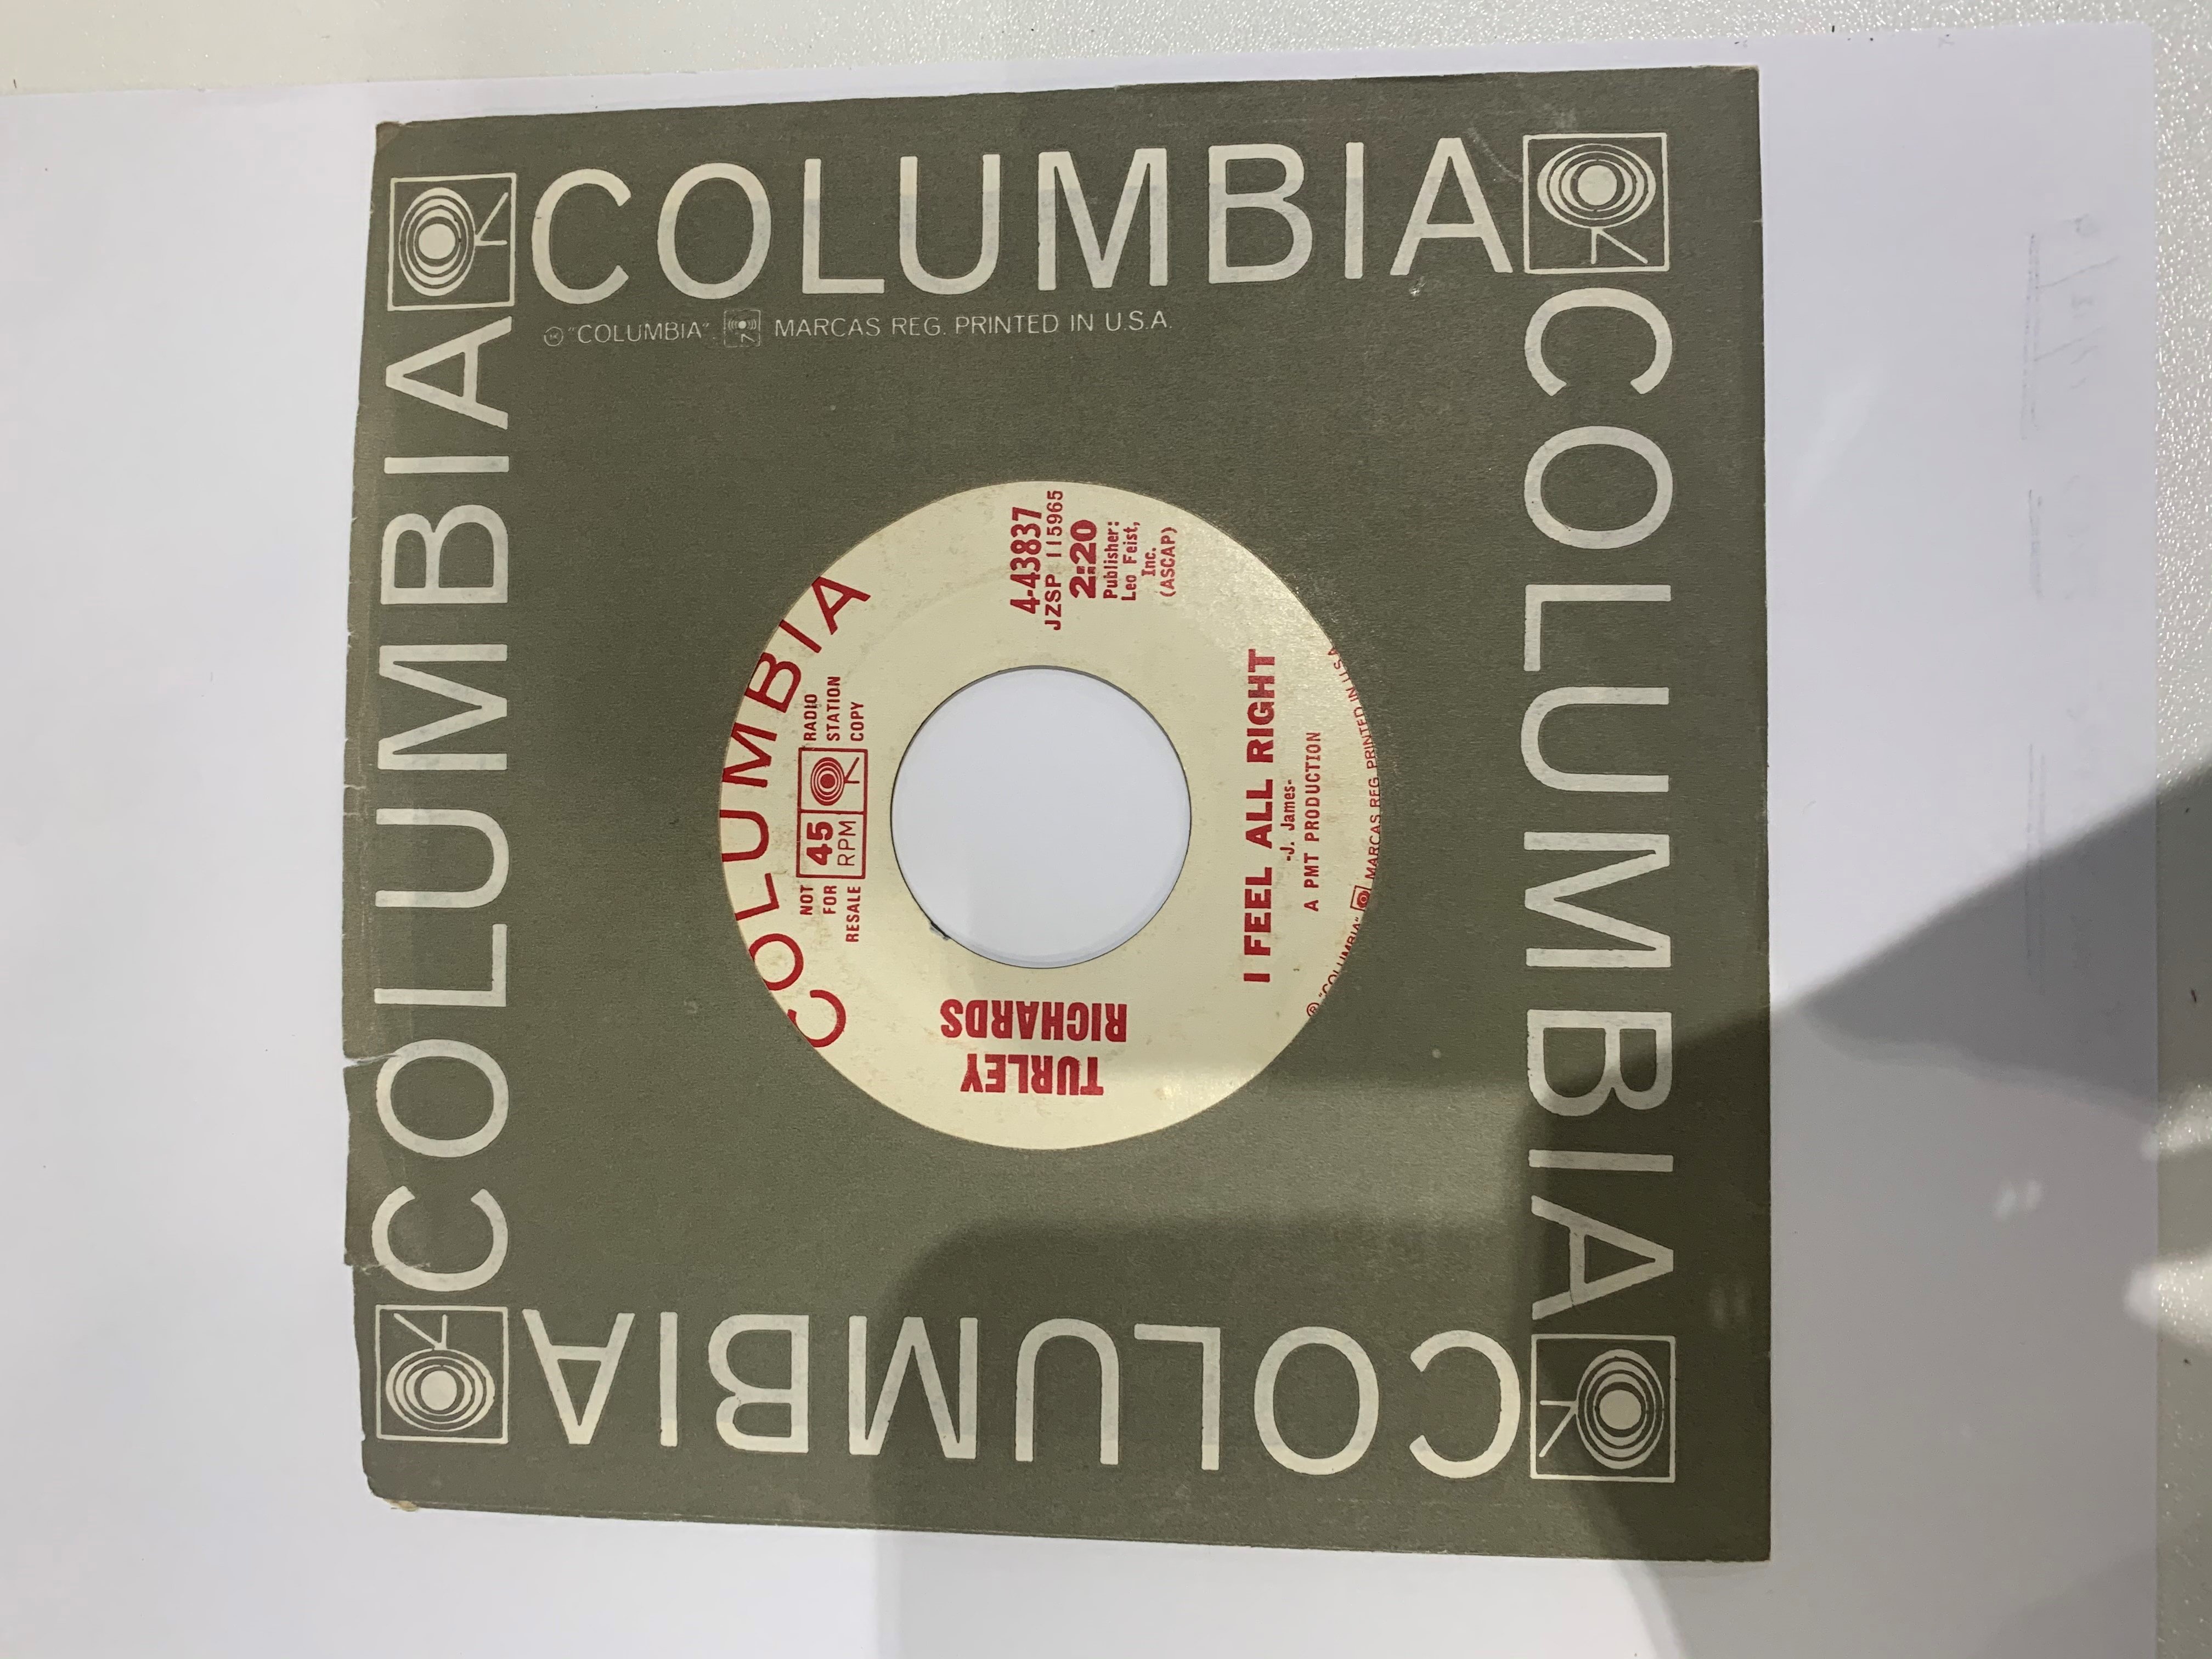 COLUMBIA
® "COLUMBIA", MARCAS REG. PRINTED IN U.S.A.
COLUMBIA
COLUMBIA
COLUMBIA
COLUMBIA
NOT
FOR
RESALE
45
RPM
RADIO
STATION
COPY
TURLEY
RICHARDS
4-43837
JZSP 115965
2:20
Publisher:
Leo Feist,
Inc.
(ASCAP)
I FEEL ALL RIGHT
-J. James-
A PMT PRODUCTION
® "COLUMBIA" MARCAS REG. PRINTED IN U.S.A.